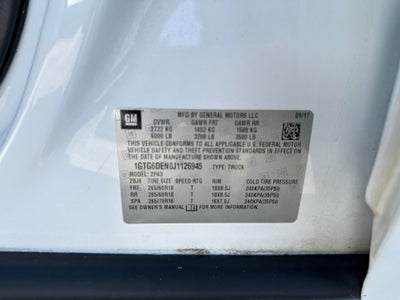 GM
MFD BY GENERAL MOTORS LLC 09/17
GVWR GAWR FRT GAWR RR
2722 KG 1452 KG 1588 KG
6000 LB 3200 LB 3500 LB
THIS VEHICLE CONFORMS TO ALL APPLICABLE
U.S. FEDERAL MOTOR VEHICLE SAFETY AND THEFT
PREVENTION STANDARDS IN EFFECT ON THE DATE OF
MANUFACTURE SHOWN ABOVE.
1GTG6DEN0J1126945 TYPE: TRUCK
MODEL: 2P43
TIRE SIZE SPEED RTG RIM COLD TIRE PRESSURE
FRT 265/60R18 T 18X8.5J 240KPA(35PSI)
RR 265/60R18 T 18X8.5J 240KPA(35PSI)
SPA 265/70R16 T 16X7.0J 240KPA(35PSI)
SEE OWNER'S MANUAL FOR MORE INFORMATION.